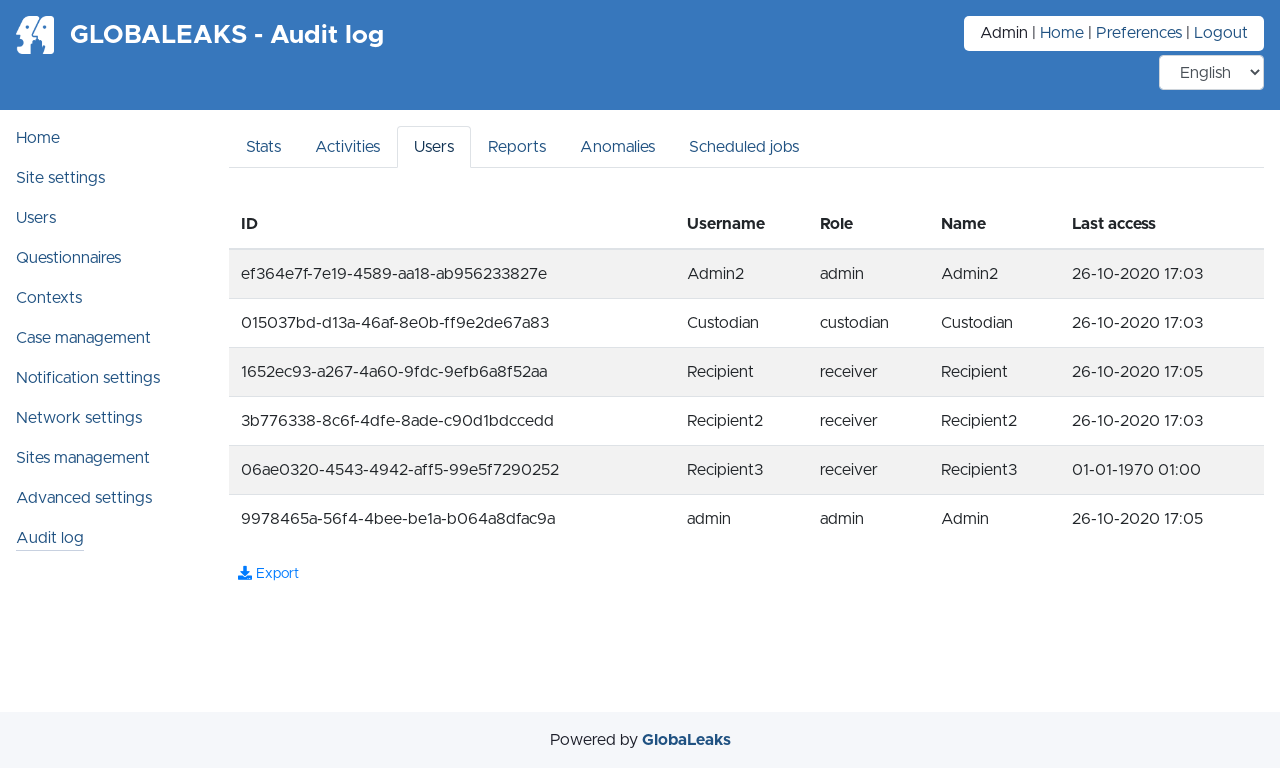 GLOBALEAKS - Audit log
Admin | Home | Preferences | Logout
English
Home
Site settings
Users
Questionnaires
Contexts
Case management
Notification settings
Network settings
Sites management
Advanced settings
Audit log
Stats Activities Users Reports Anomalies Scheduled jobs
ID Username Role Name Last access
ef364e7f-7e19-4589-aa18-ab956233827e Admin2 admin Admin2 26-10-2020 17:03
015037bd-d13a-46af-8e0b-ff9e2de67a83 Custodian custodian Custodian 26-10-2020 17:03
1652ec93-a267-4a60-9fdc-9efb6a8f52aa Recipient receiver Recipient 26-10-2020 17:05
3b776338-8c6f-4dfe-8ade-c90d1bdccedd Recipient2 receiver Recipient2 26-10-2020 17:03
06ae0320-4543-4942-aff5-99e5f7290252 Recipient3 receiver Recipient3 01-01-1970 01:00
9978465a-56f4-4bee-be1a-b064a8dfac9a admin admin Admin 26-10-2020 17:05
Export
Powered by GlobaLeaks